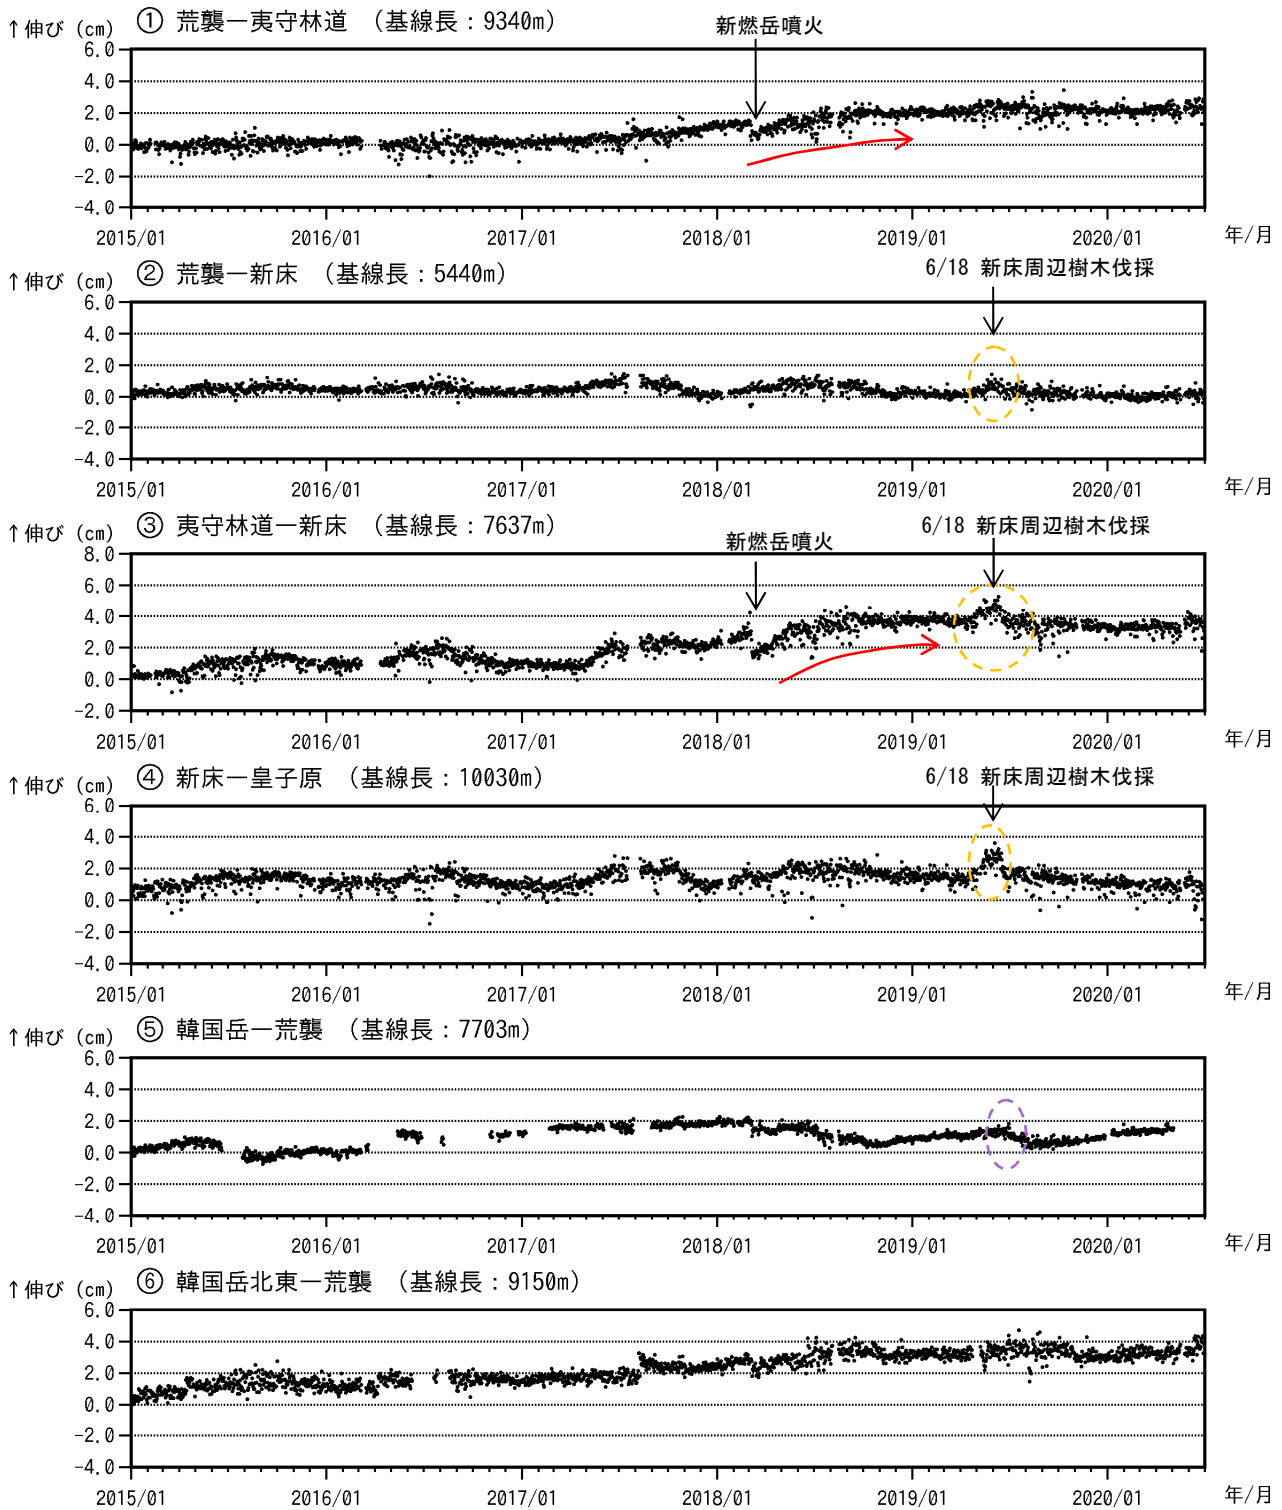 ↑伸び (cm) ① 荒襲―夷守林道 (基線長：9340m)
新燃岳噴火
6.0
4.0
2.0
0.0
-2.0
-4.0
2015/01 2016/01 2017/01 2018/01 2019/01 2020/01 年/月
↑伸び (cm) ② 荒襲―新床 (基線長：5440m)
6/18 新床周辺樹木伐採
6.0
4.0
2.0
0.0
-2.0
-4.0
2015/01 2016/01 2017/01 2018/01 2019/01 2020/01 年/月
↑伸び (cm) ③ 夷守林道―新床 (基線長：7637m)
新燃岳噴火 6/18 新床周辺樹木伐採
8.0
6.0
4.0
2.0
0.0
-2.0
2015/01 2016/01 2017/01 2018/01 2019/01 2020/01 年/月
↑伸び (cm) ④ 新床―皇子原 (基線長：10030m)
6/18 新床周辺樹木伐採
6.0
4.0
2.0
0.0
-2.0
-4.0
2015/01 2016/01 2017/01 2018/01 2019/01 2020/01 年/月
↑伸び (cm) ⑤ 韓国岳―荒襲 (基線長：7703m)
6.0
4.0
2.0
0.0
-2.0
-4.0
2015/01 2016/01 2017/01 2018/01 2019/01 2020/01 年/月
↑伸び (cm) ⑥ 韓国岳北東―荒襲 (基線長：9150m)
6.0
4.0
2.0
0.0
-2.0
-4.0
2015/01 2016/01 2017/01 2018/01 2019/01 2020/01 年/月